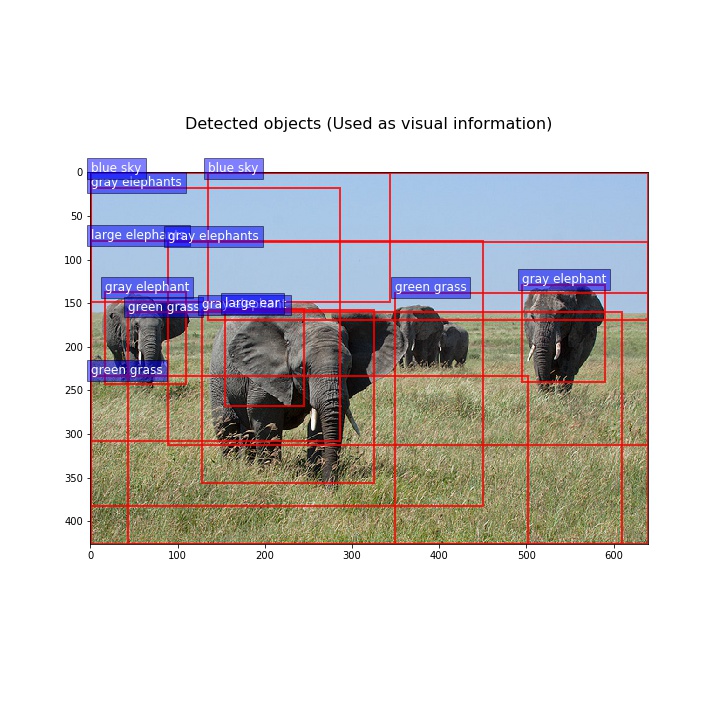 Detected objects (Used as visual information)
blue sky
blue sky
gray elephants
large elephants
gray elephants
gray elephant
green grass
gray elephant
green grass
large ear
green grass
0
50
100
150
200
250
300
350
400
0
100
200
300
400
500
600